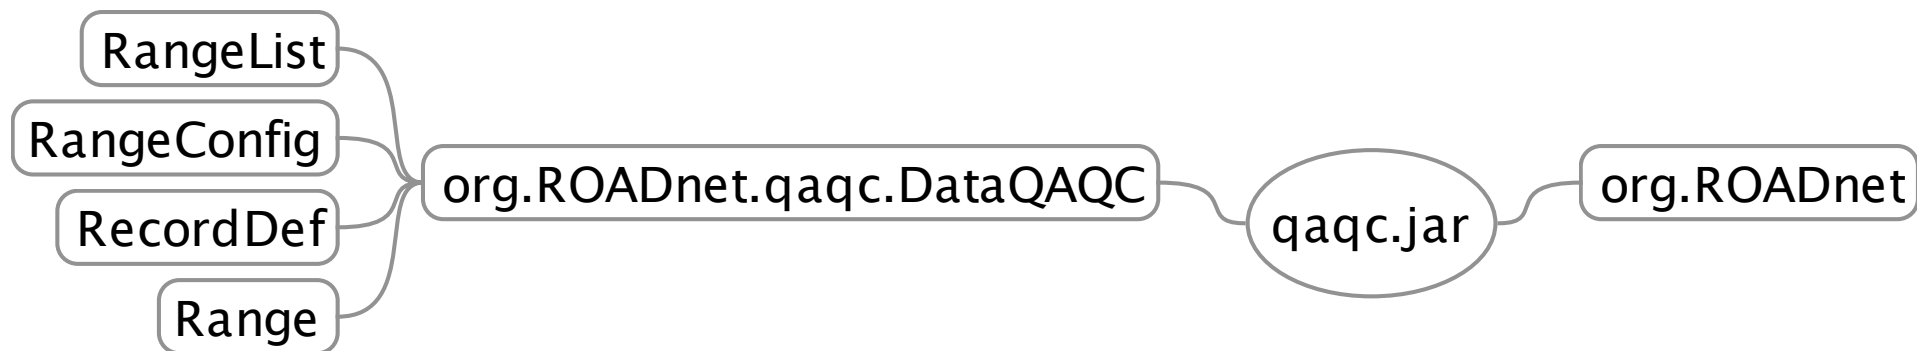 RangeList
RangeConfig
RecordDef
Range
org.ROADnet.qaqc.DataQAQC
qaqc.jar
org.ROADnet